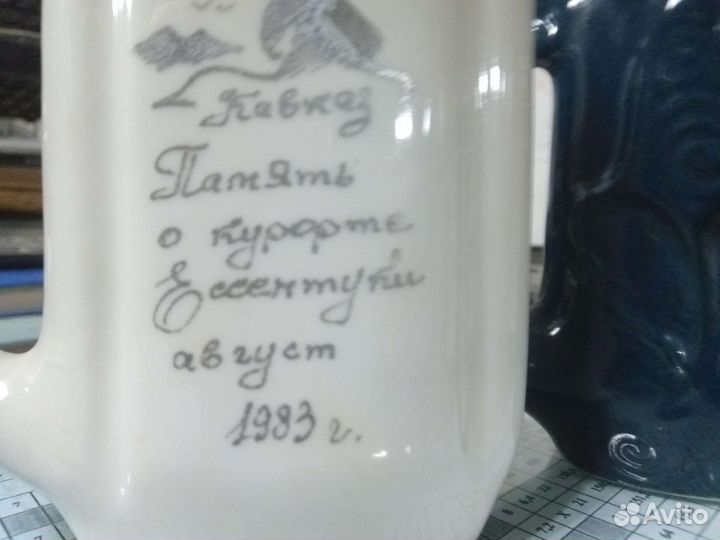 Кавказ
Память
о курорте
Ессентуки
август
1983 г.
Avito